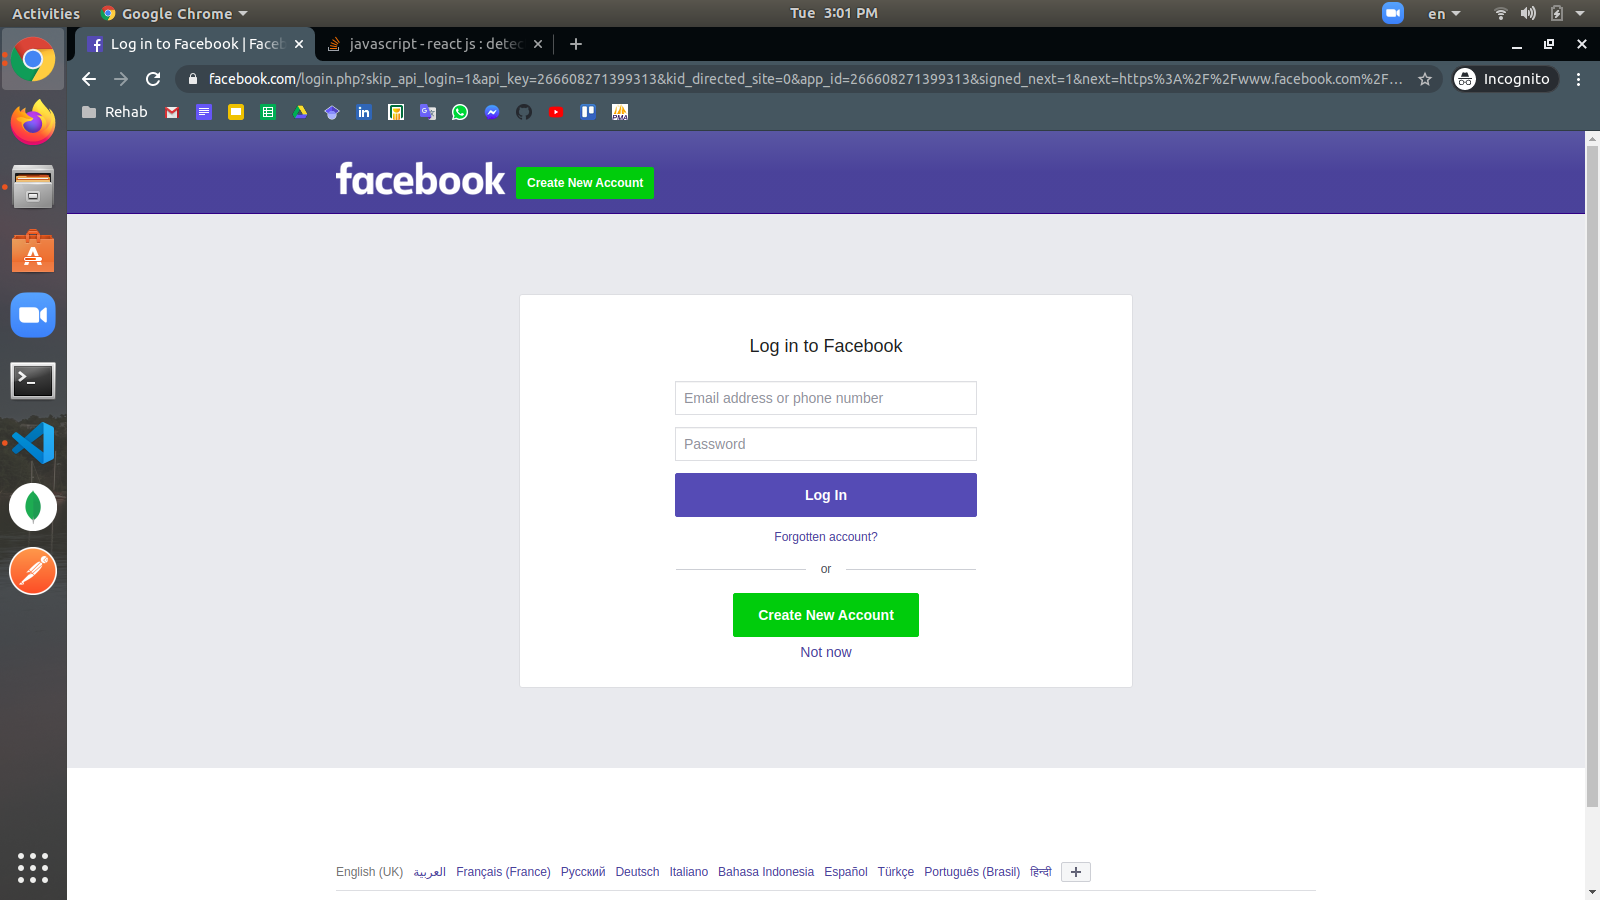 Activities Google Chrome Tue 3:01 PM en
Log in to Facebook | Faceb javascript - react js : detec
facebook.com/login.php?skip_api_login=1&api_key=266608271399313&kid_directed_site=0&app_id=266608271399313&signed_next=1&next=https%3A%2F%2Fwww.facebook.com%2F... Incognito
Rehab
facebook Create New Account
Log in to Facebook
Email address or phone number
Password
Log In
Forgotten account?
or
Create New Account
Not now
English (UK) العربية Français (France) Русский Deutsch Italiano Bahasa Indonesia Español Türkçe Português (Brasil) हिन्दी +